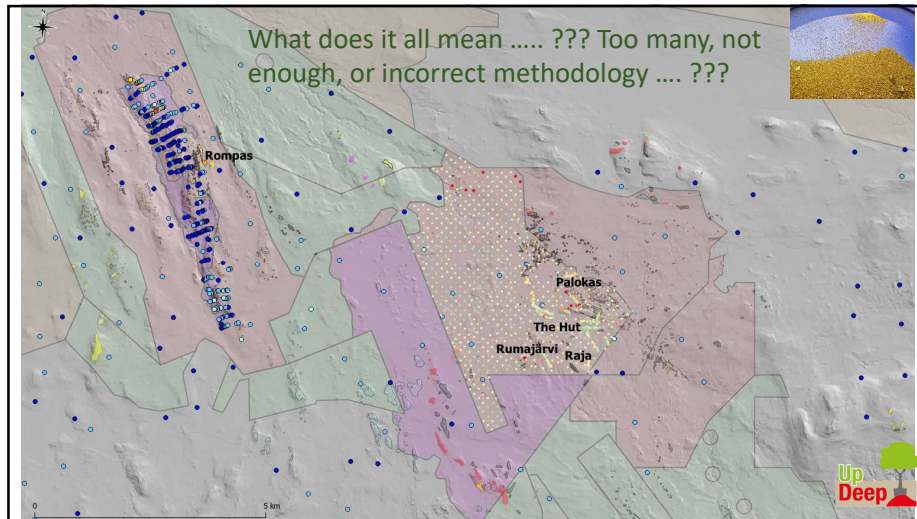 What does it all mean ….. ??? Too many, not
enough, or incorrect methodology …. ???
Rompas
Palokas
The Hut
Rumajärvi
Raja
0
5 km
Up
Deep